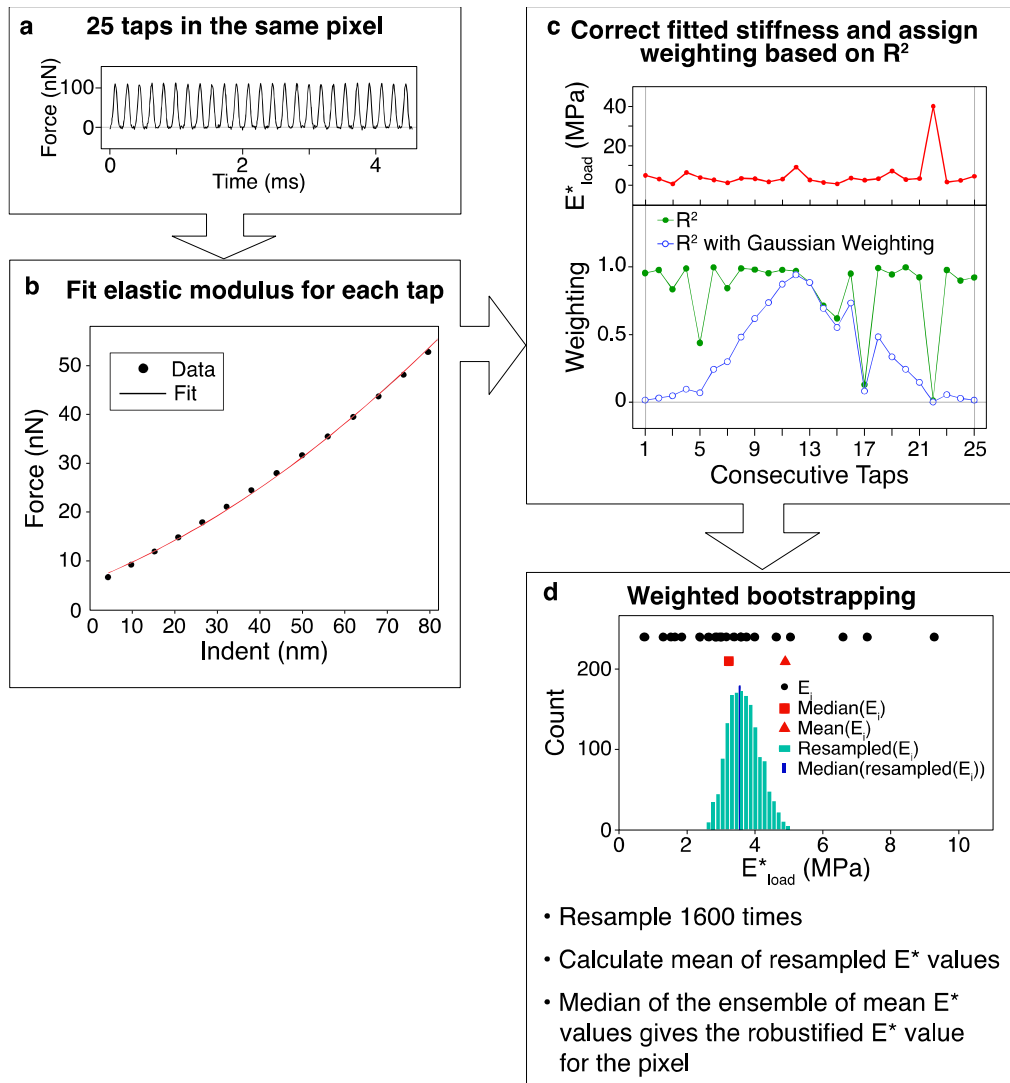 a 25 taps in the same pixel
Force (nN)
100
0
0 2 4
Time (ms)
b Fit elastic modulus for each tap
Data
Fit
Force (nN)
50
40
30
20
10
0
0 10 20 30 40 50 60 70 80
Indent (nm)
c Correct fitted stiffness and assign
weighting based on R²
E*load (MPa)
40
20
0
R²
R² with Gaussian Weighting
Weighting
1.0
0.5
0
1 5 9 13 17 21 25
Consecutive Taps
d Weighted bootstrapping
Count
200
100
0
Ei
Median(Ei)
Mean(Ei)
Resampled(Ei)
Median(resampled(Ei))
0 2 4 6 8 10
E*load (MPa)
• Resample 1600 times
• Calculate mean of resampled E* values
• Median of the ensemble of mean E*
values gives the robustified E* value
for the pixel